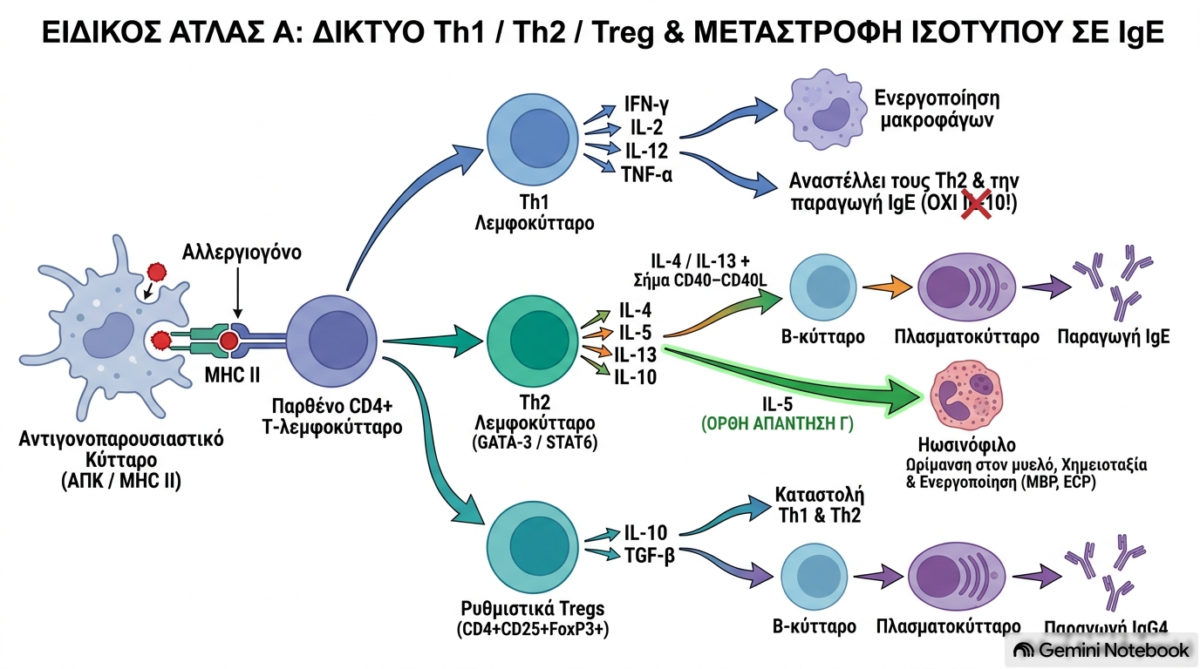 ΕΙΔΙΚΟΣ ΑΤΛΑΣ Α: ΔΙΚΤΥΟ Th1 / Th2 / Treg & ΜΕΤΑΣΤΡΟΦΗ ΙΣΟΤΥΠΟΥ ΣΕ IgE
IFN-γ
IL-2
IL-12
TNF-α
Th1
Λεμφοκύτταρο
Ενεργοποίηση
μακροφάγων
Αναστέλλει τους Th2 & την
παραγωγή IgE (ΟΧΙ IL-10!)
Αλλεργιογόνο
MHC II
Αντιγονοπαρουσιαστικό
Κύτταρο
(ΑΠΚ / MHC II)
Παρθένο CD4+
Τ-λεμφοκύτταρο
IL-4
IL-5
IL-13
IL-10
Th2
Λεμφοκύτταρο
(GATA-3 / STAT6)
IL-4 / IL-13 +
Σήμα CD40–CD40L
Β-κύτταρο
Πλασματοκύτταρο
Παραγωγή IgE
IL-5
(ΟΡΘΗ ΑΠΑΝΤΗΣΗ Γ)
Ηωσινόφιλο
Ωρίμανση στον μυελό, Χημειοταξία
& Ενεργοποίηση (MBP, ECP)
IL-10
TGF-β
Ρυθμιστικά Tregs
(CD4+CD25+FoxP3+)
Καταστολή
Th1 & Th2
Β-κύτταρο
Πλασματοκύτταρο
Παραγωγή IgG4
Gemini Notebook